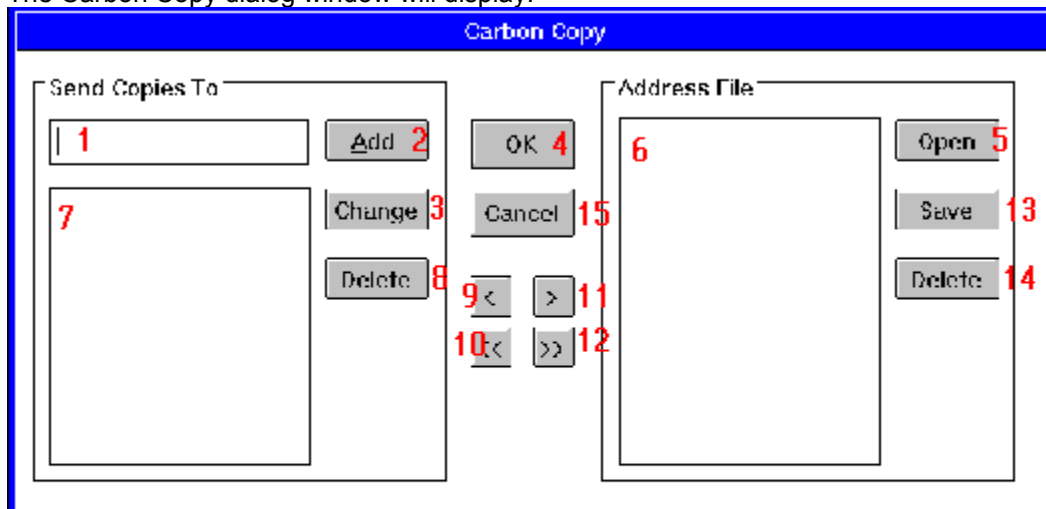 The Carbon Copy dialog window will display:
Carbon Copy
Send Copies To
Address File
1
Add 2
OK 4
6
Open 5
7
Change 3
Cancel 15
Save 13
Delete 8
Delete 14
9 <
> 11
10 <<
>> 12